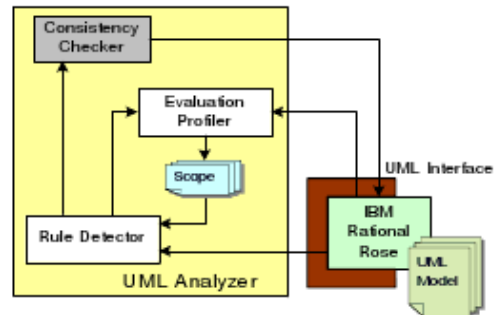 Consistency
Checker
Evaluation
Profiler
Scope
UML Interface
IBM
Rational
Rose
Rule Detector
UML
Model
UML Analyzer